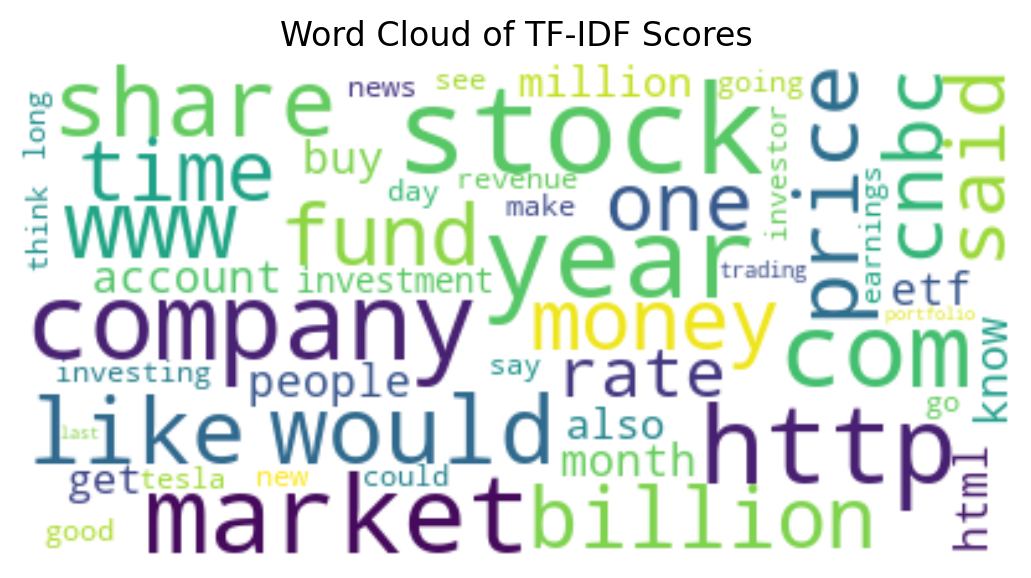 Word Cloud of TF-IDF Scores
share
news
see
million
going
stock
price
cnbc
said
long
time
buy
day
revenue
make
one
investor
think
www
fund
year
earnings
account
investment
trading
etf
portfolio
company
money
com
know
investing
people
say
rate
go
like
last
would
also
http
month
html
get
tesla
new
could
good
market
billion